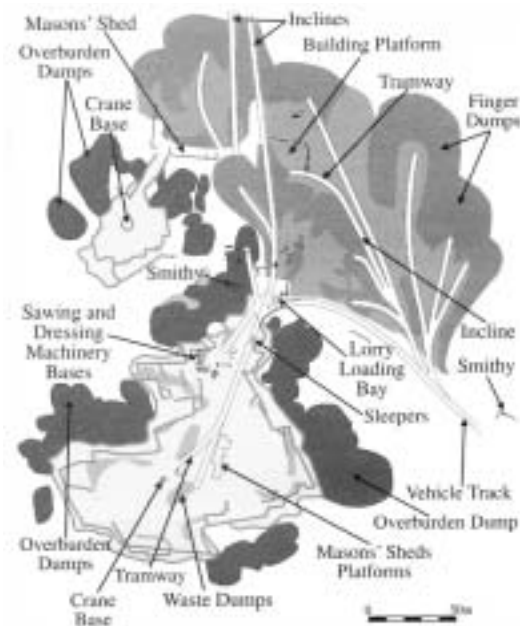 Masons' Shed
Inclines
Overburden
Dumps
Building Platform
Crane
Base
Tramway
Finger
Dumps
Smithy
Sawing and
Dressing
Machinery
Bases
Lorry
Loading
Bay
Incline
Smithy
Sleepers
Vehicle Track
Overburden Dump
Overburden
Dumps
Tramway
Masons' Sheds
Platforms
Crane
Base
Waste Dumps
0